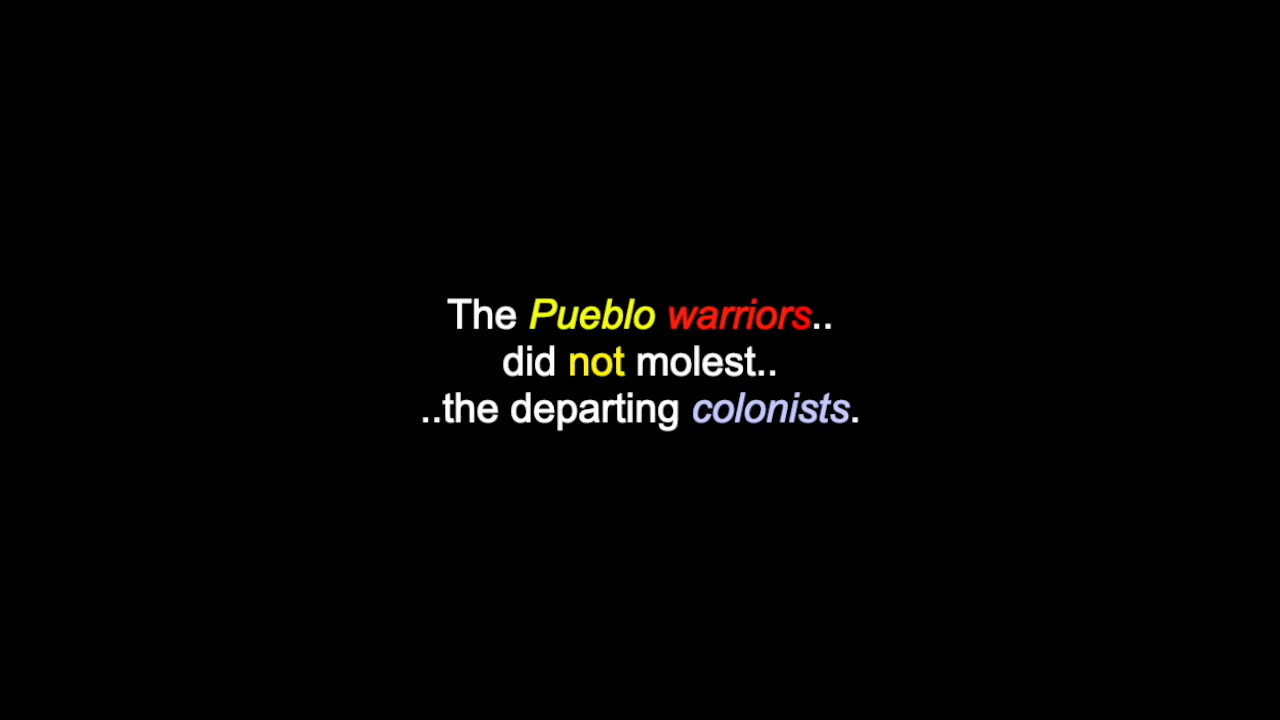 The Pueblo warriors..
did not molest..
..the departing colonists.